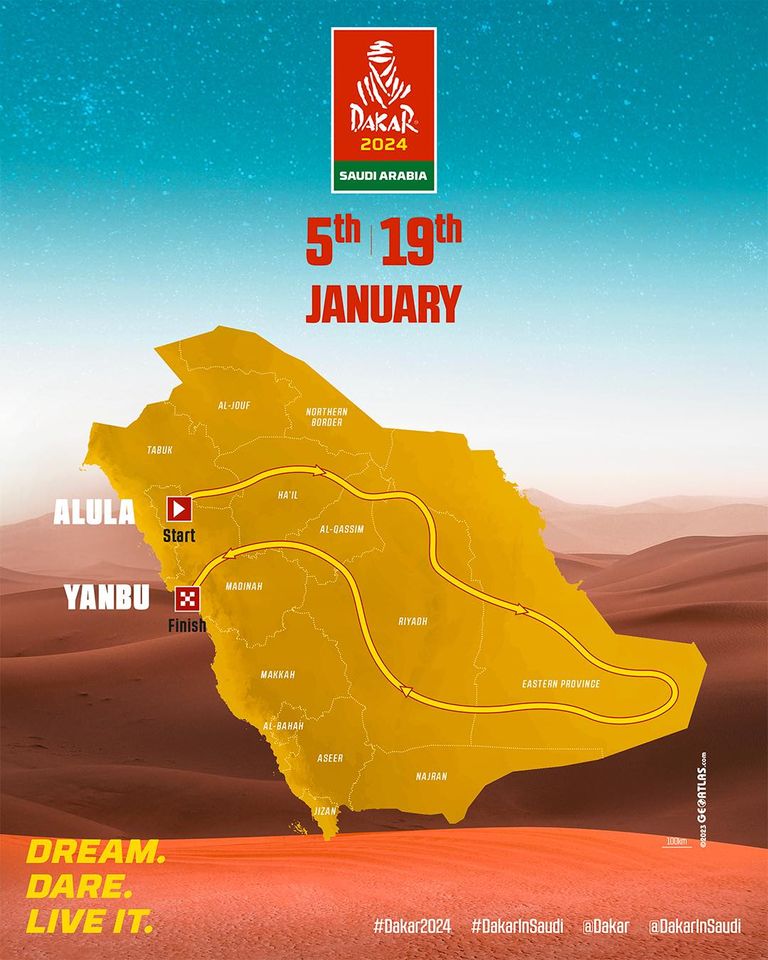 DAKAR
2024
SAUDI ARABIA
5th | 19th
JANUARY
AL-JOUF
NORTHERN
BORDER
TABUK
HA'IL
ALULA
Start
AL-QASSIM
MADINAH
YANBU
Finish
RIYADH
MAKKAH
EASTERN PROVINCE
AL-BAHAH
ASEER
NAJRAN
JIZAN
©2023 GEOATLAS.com
100km
DREAM.
DARE.
LIVE IT.
#Dakar2024 #DakarInSaudi @Dakar @DakarInSaudi